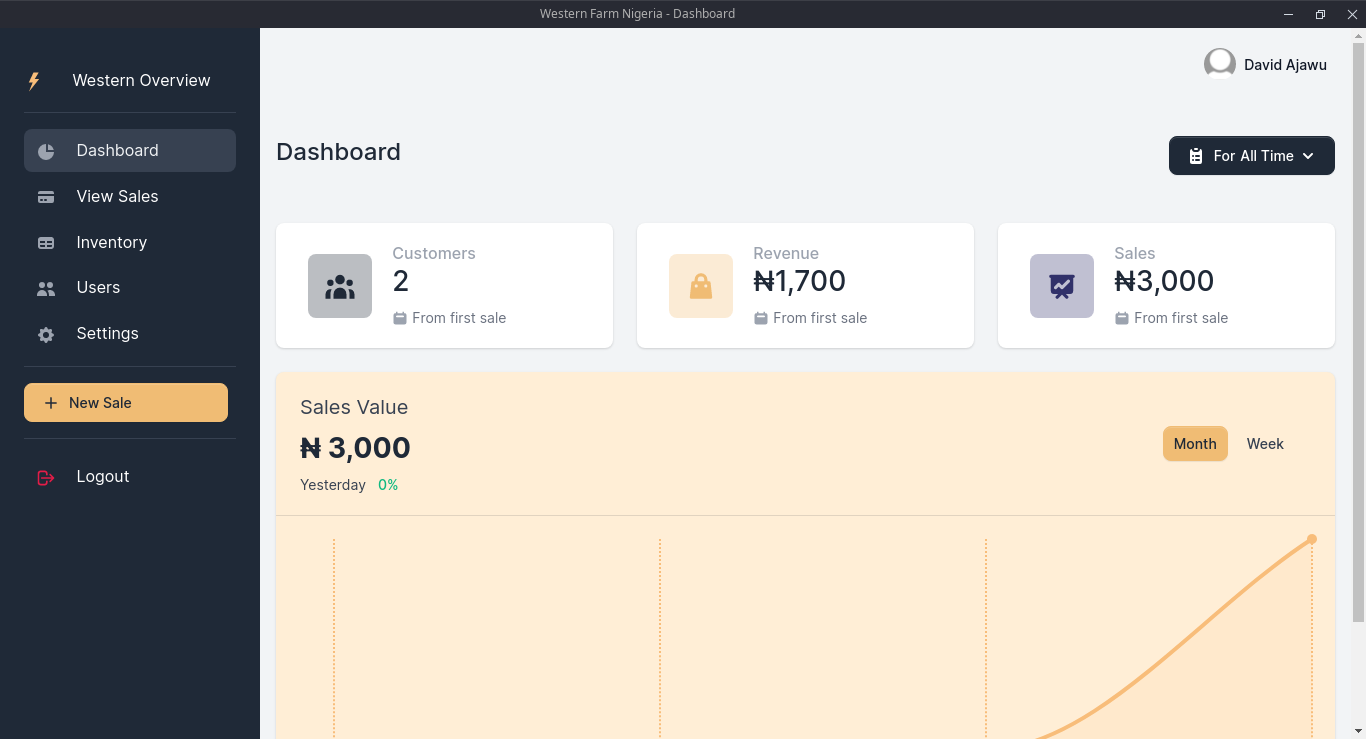 Western Farm Nigeria - Dashboard
Western Overview
Dashboard
View Sales
Inventory
Users
Settings
New Sale
Logout
David Ajawu
Dashboard
For All Time
Customers
2
From first sale
Revenue
₦1,700
From first sale
Sales
₦3,000
From first sale
Sales Value
₦ 3,000
Yesterday 0%
Month Week